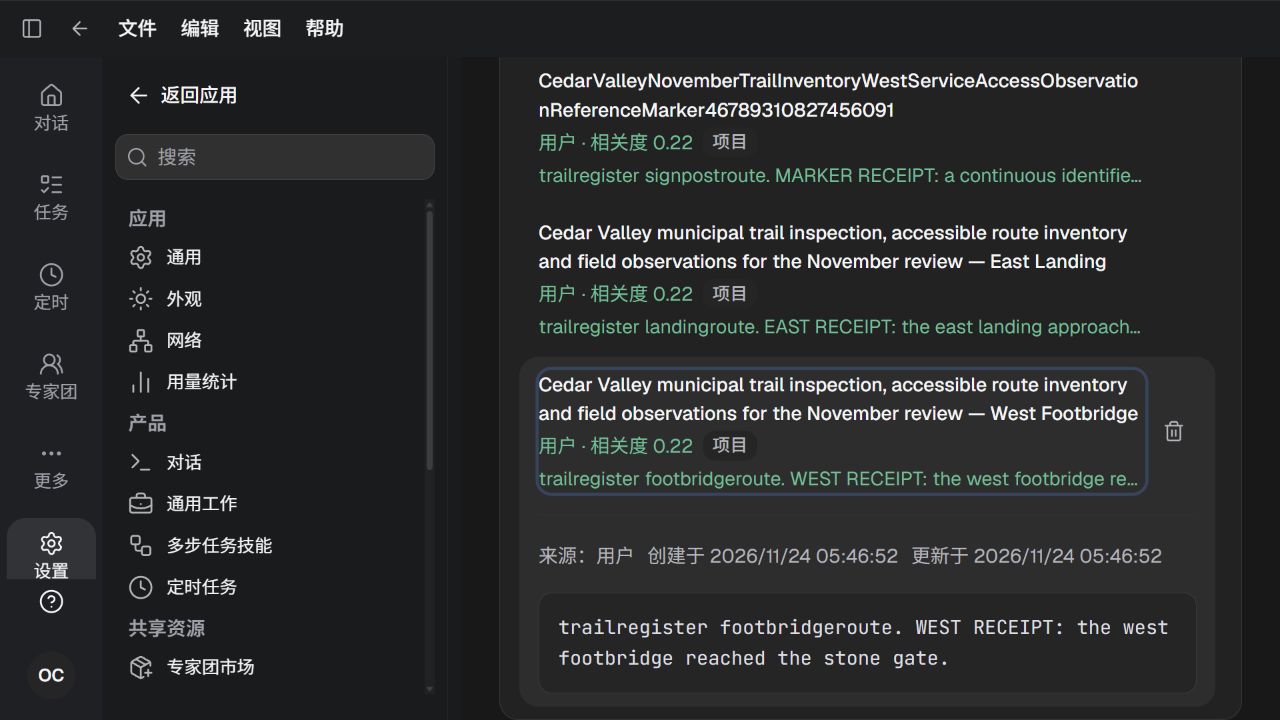 文件 编辑 视图 帮助
对话
任务
定时
专家团
更多
设置
OC
返回应用
搜索
应用
通用
外观
网络
用量统计
产品
对话
通用工作
多步任务技能
定时任务
共享资源
专家团市场
CedarValleyNovemberTrailInventoryWestServiceAccessObservatio
nReferenceMarker46789310827456091
用户 · 相关度 0.22 项目
trailregister signpostroute. MARKER RECEIPT: a continuous identifie...
Cedar Valley municipal trail inspection, accessible route inventory
and field observations for the November review — East Landing
用户 · 相关度 0.22 项目
trailregister landingroute. EAST RECEIPT: the east landing approach...
Cedar Valley municipal trail inspection, accessible route inventory
and field observations for the November review — West Footbridge
用户 · 相关度 0.22 项目
trailregister footbridgeroute. WEST RECEIPT: the west footbridge re...
来源：用户 创建于 2026/11/24 05:46:52 更新于 2026/11/24 05:46:52
trailregister footbridgeroute. WEST RECEIPT: the west
footbridge reached the stone gate.